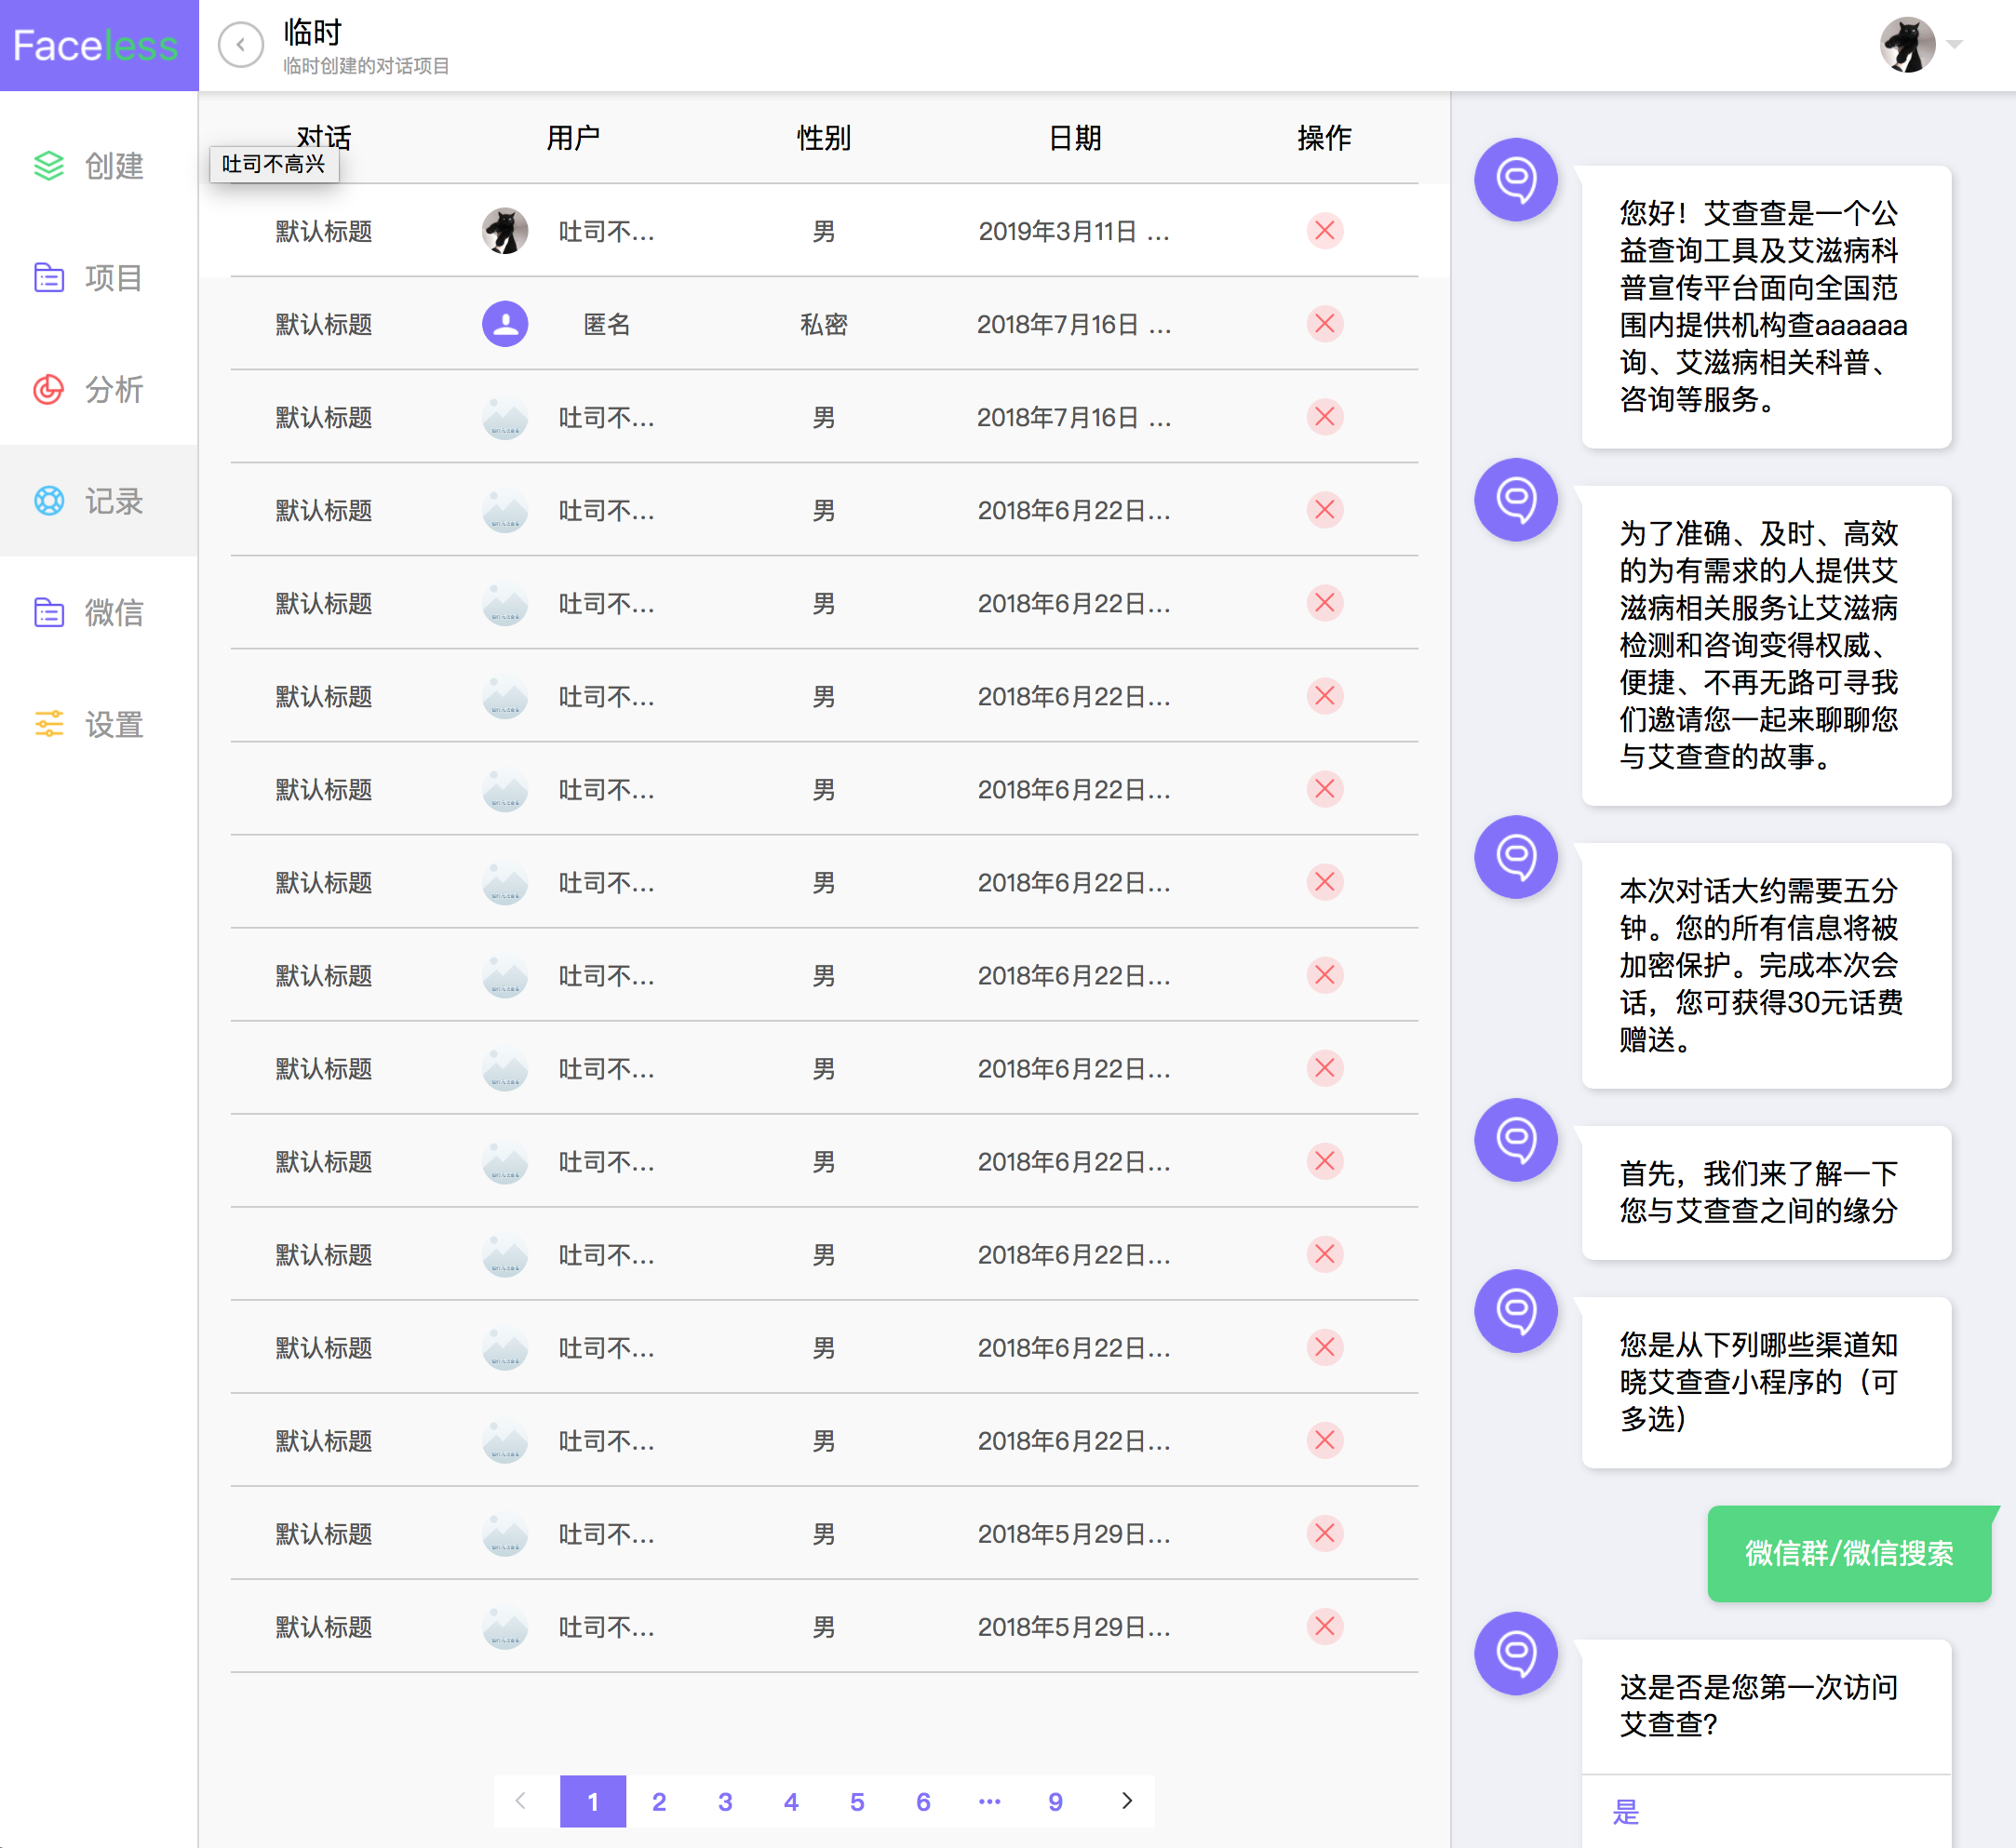 Faceless
临时
临时创建的对话项目
创建
项目
分析
记录
微信
设置
对话 用户 性别 日期 操作
吐司不高兴
默认标题 吐司不... 男 2019年3月11日 ...
默认标题 匿名 私密 2018年7月16日 ...
默认标题 吐司不... 男 2018年7月16日 ...
默认标题 吐司不... 男 2018年6月22日...
默认标题 吐司不... 男 2018年6月22日...
默认标题 吐司不... 男 2018年6月22日...
默认标题 吐司不... 男 2018年6月22日...
默认标题 吐司不... 男 2018年6月22日...
默认标题 吐司不... 男 2018年6月22日...
默认标题 吐司不... 男 2018年6月22日...
默认标题 吐司不... 男 2018年6月22日...
默认标题 吐司不... 男 2018年6月22日...
默认标题 吐司不... 男 2018年6月22日...
默认标题 吐司不... 男 2018年6月22日...
默认标题 吐司不... 男 2018年5月29日...
默认标题 吐司不... 男 2018年5月29日...
1 2 3 4 5 6 ... 9
您好！艾查查是一个公
益查询工具及艾滋病科
普宣传平台面向全国范
围内提供机构查aaaaaa
询、艾滋病相关科普、
咨询等服务。
为了准确、及时、高效
的为有需求的人提供艾
滋病相关服务让艾滋病
检测和咨询变得权威、
便捷、不再无路可寻我
们邀请您一起来聊聊您
与艾查查的故事。
本次对话大约需要五分
钟。您的所有信息将被
加密保护。完成本次会
话，您可获得30元话费
赠送。
首先，我们来了解一下
您与艾查查之间的缘分
您是从下列哪些渠道知
晓艾查查小程序的（可
多选）
微信群/微信搜索
这是否是您第一次访问
艾查查？
是